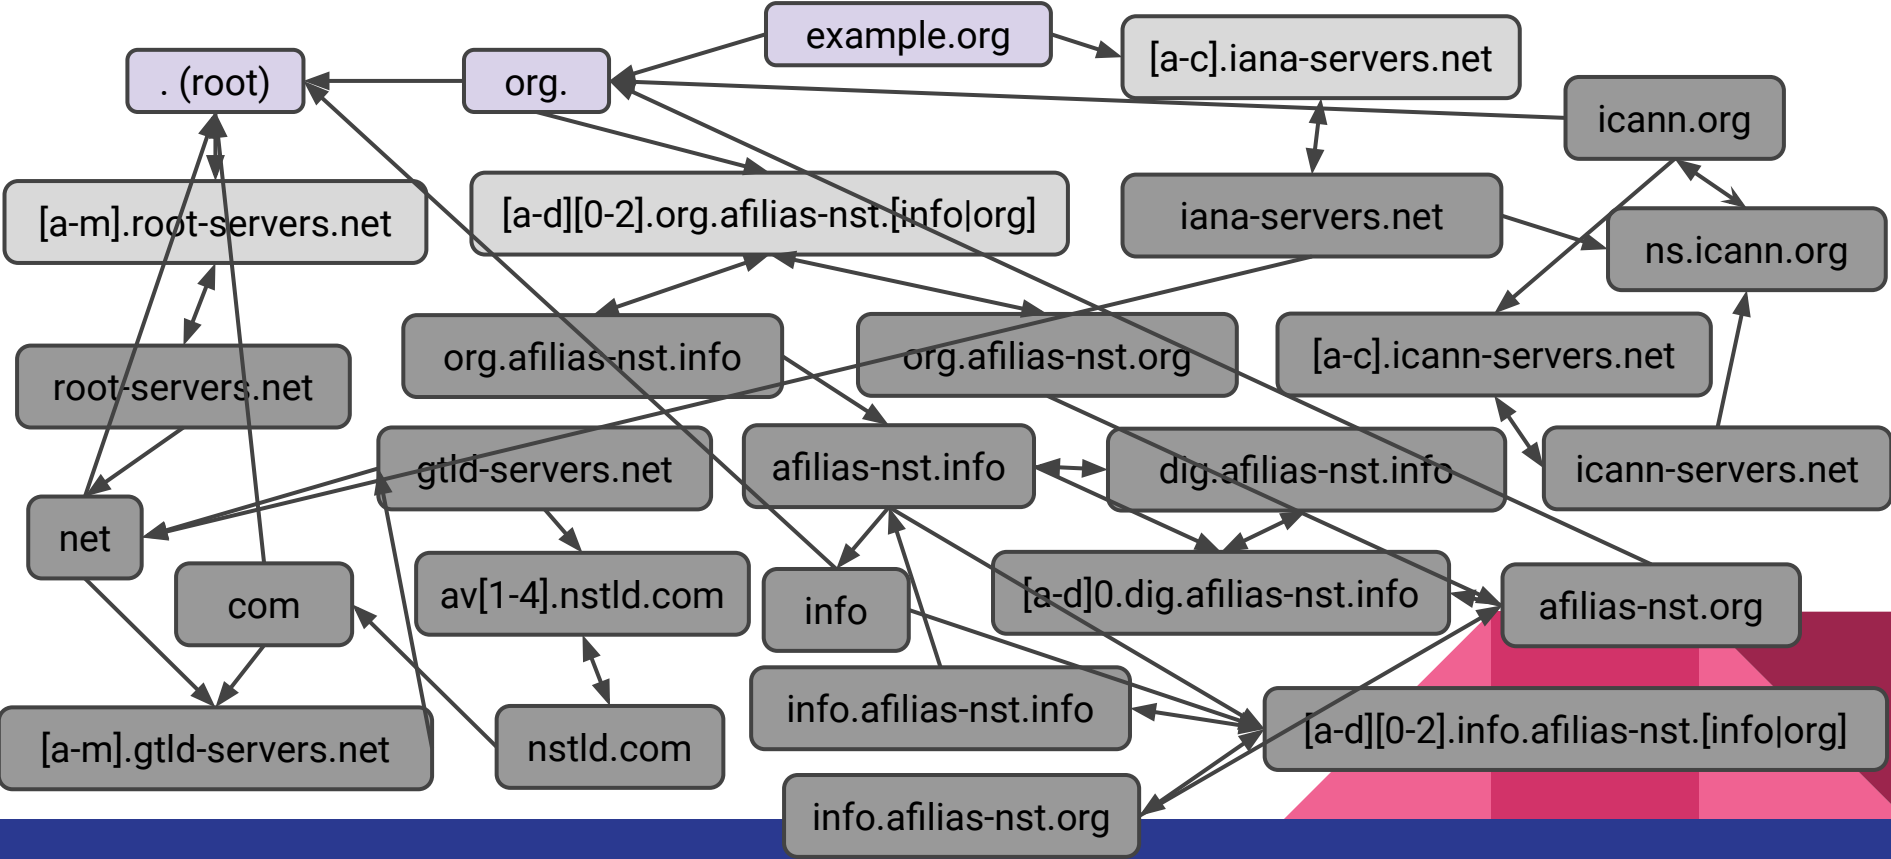 example.org
. (root)
org.
[a-c].iana-servers.net
icann.org
[a-m].root-servers.net
[a-d][0-2].org.afilias-nst.[info|org]
iana-servers.net
ns.icann.org
root-servers.net
org.afilias-nst.info
org.afilias-nst.org
[a-c].icann-servers.net
gtld-servers.net
afilias-nst.info
dig.afilias-nst.info
icann-servers.net
net
com
av[1-4].nstld.com
info
[a-d]0.dig.afilias-nst.info
afilias-nst.org
[a-m].gtld-servers.net
nstld.com
info.afilias-nst.info
[a-d][0-2].info.afilias-nst.[info|org]
info.afilias-nst.org